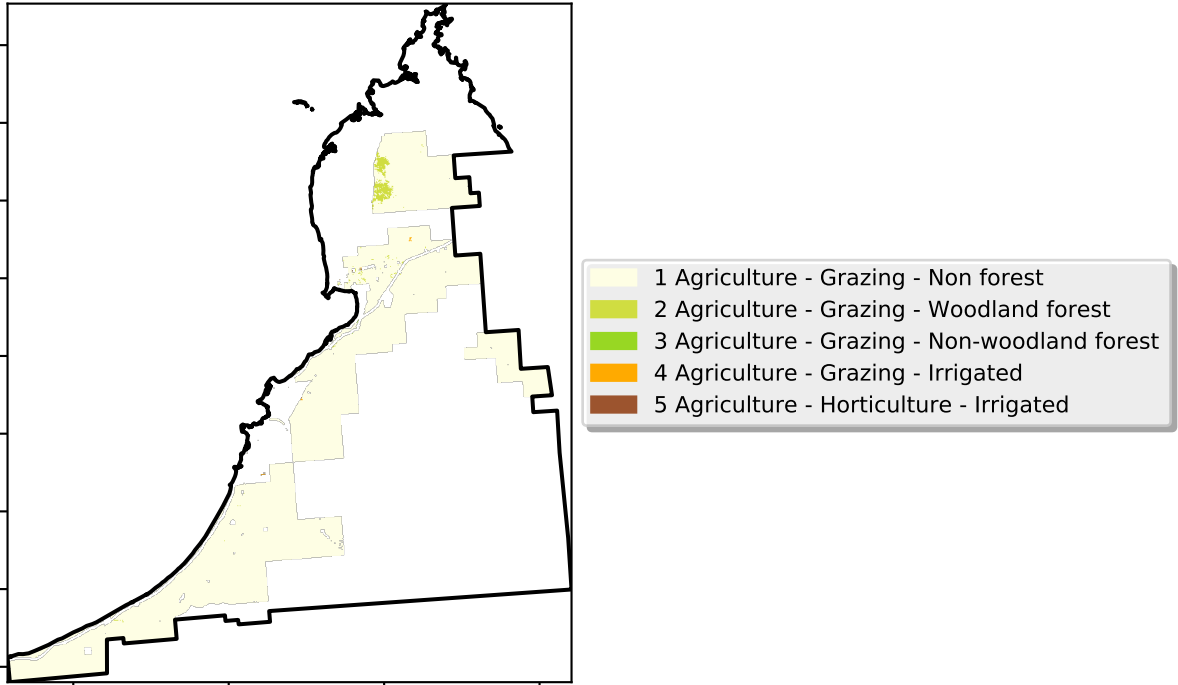 1 Agriculture - Grazing - Non forest
2 Agriculture - Grazing - Woodland forest
3 Agriculture - Grazing - Non-woodland forest
4 Agriculture - Grazing - Irrigated
5 Agriculture - Horticulture - Irrigated